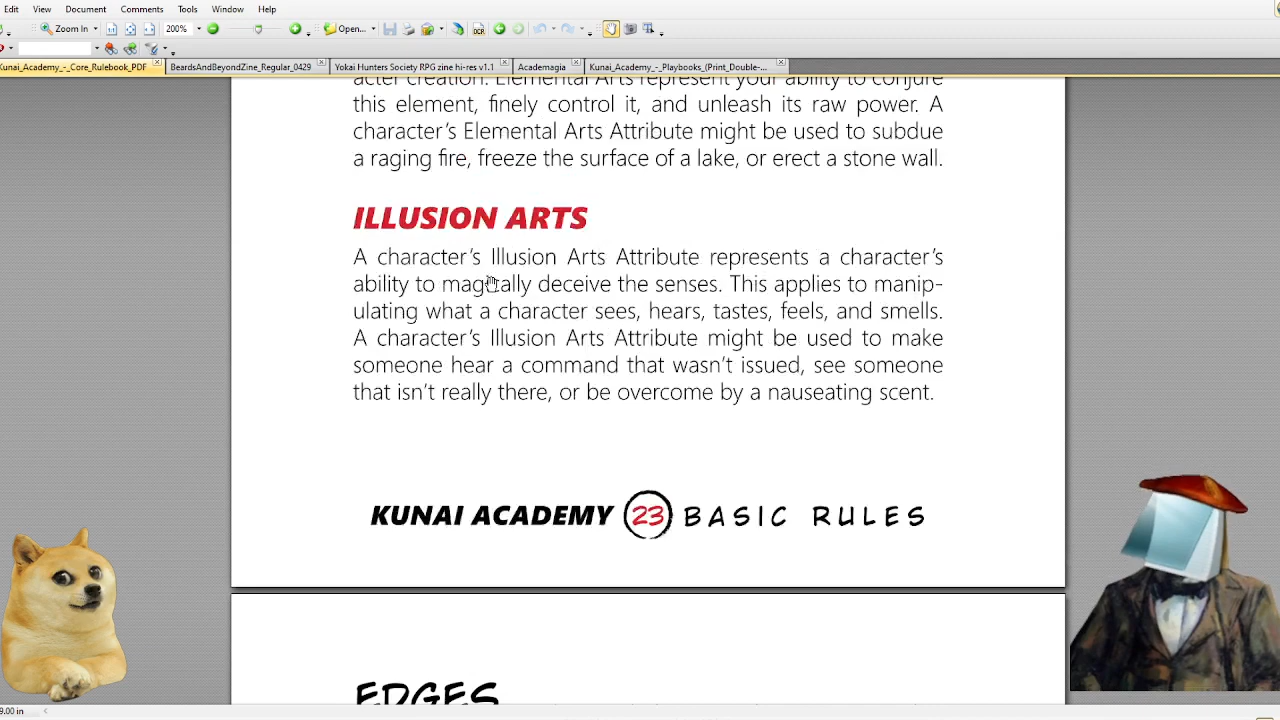 Edit View Document Comments Tools Window Help
Zoom In 200% Open... OCR
Kunai_Academy_-_Core_Rulebook_PDF BeardsAndBeyondZine_Regular_0429 Yokai Hunters Society RPG zine hi-res v1.1 Academagia Kunai_Academy_-_Playbooks_(Print_Double-...
acter creation. Elemental Arts represent your ability to conjure
this element, finely control it, and unleash its raw power. A
character's Elemental Arts Attribute might be used to subdue
a raging fire, freeze the surface of a lake, or erect a stone wall.
ILLUSION ARTS
A character's Illusion Arts Attribute represents a character's
ability to magically deceive the senses. This applies to manip-
ulating what a character sees, hears, tastes, feels, and smells.
A character's Illusion Arts Attribute might be used to make
someone hear a command that wasn't issued, see someone
that isn't really there, or be overcome by a nauseating scent.
KUNAI ACADEMY 23 BASIC RULES
EDGES
9.00 in